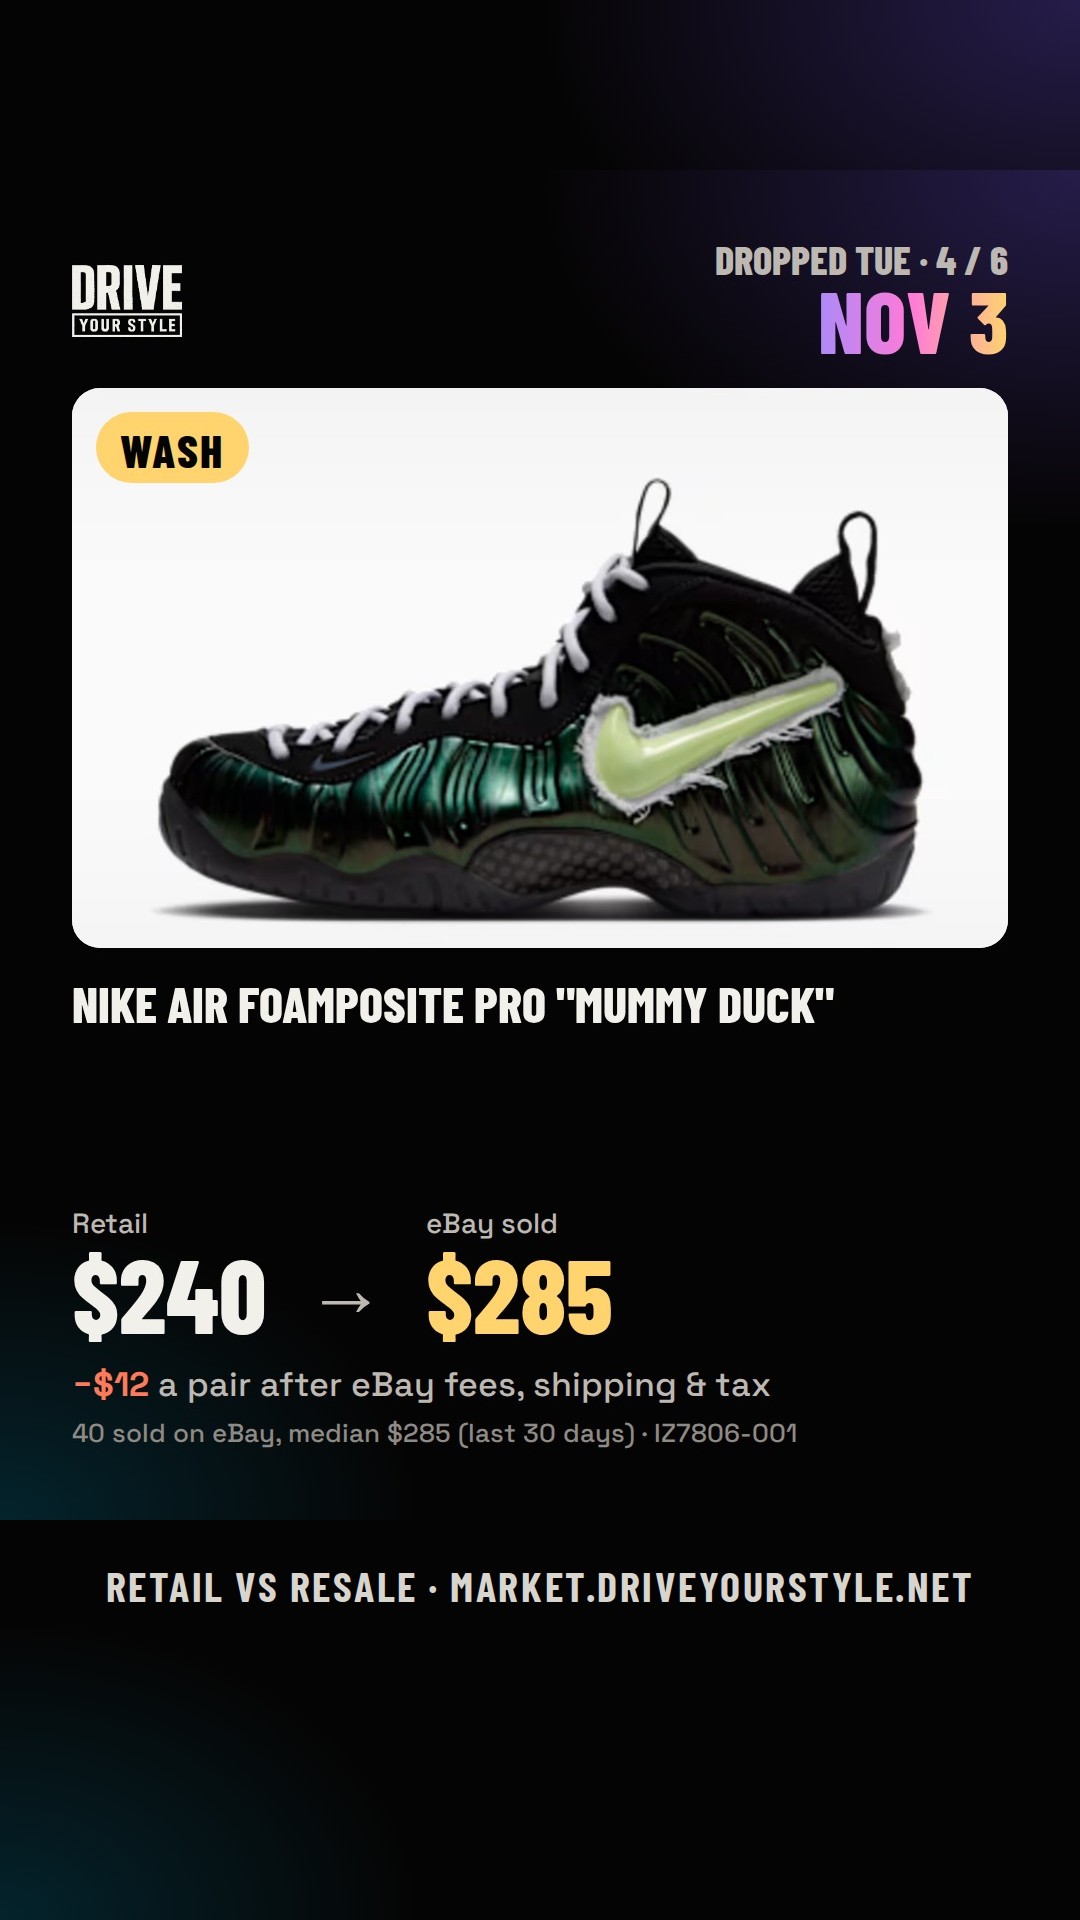 DRIVE
YOUR STYLE
DROPPED TUE · 4 / 6
NOV 3
WASH
NIKE AIR FOAMPOSITE PRO "MUMMY DUCK"
Retail
eBay sold
$240 → $285
-$12 a pair after eBay fees, shipping & tax
40 sold on eBay, median $285 (last 30 days) · IZ7806-001
RETAIL VS RESALE · MARKET.DRIVEYOURSTYLE.NET